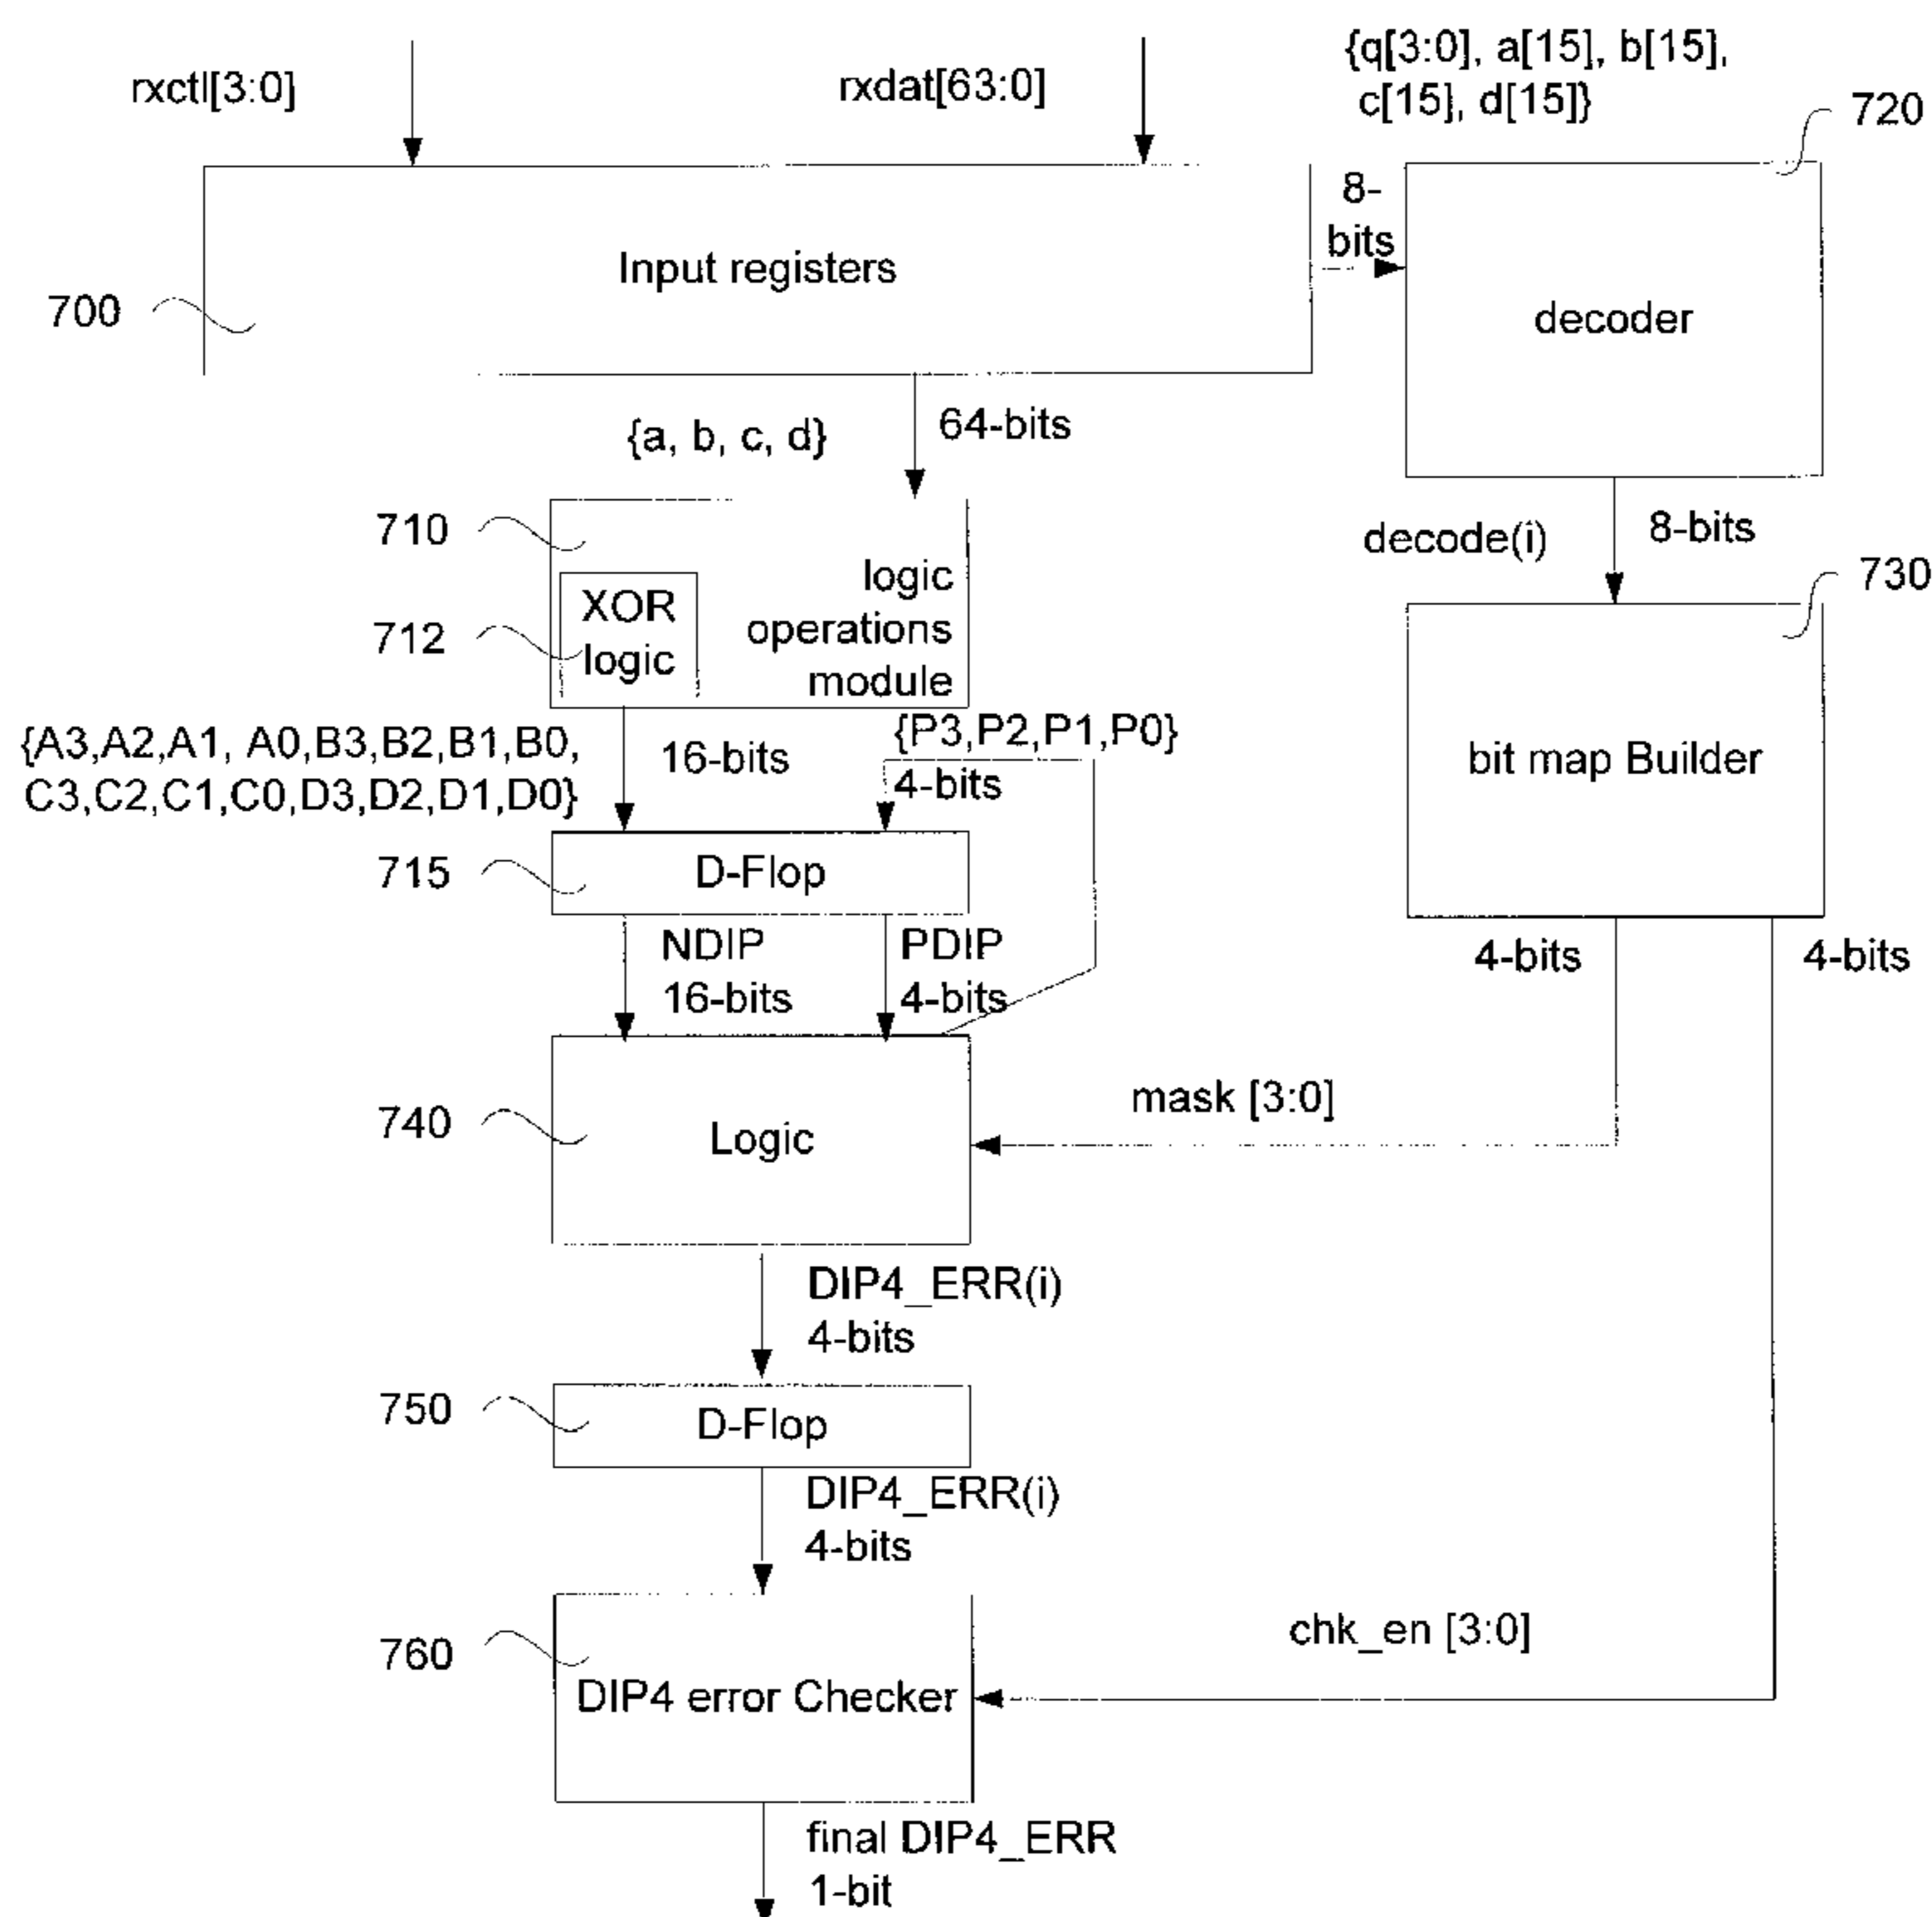 {q[3:0], a[15], b[15],
c[15], d[15]}
rxctl[3:0]
rxdat[63:0]
720
8-
bits
Input registers
700
decoder
{a, b, c, d}
64-bits
710
logic
operations
module
XOR
logic
712
decode(i)
8-bits
730
{A3,A2,A1, A0,B3,B2,B1,B0,
C3,C2,C1,C0,D3,D2,D1,D0}
16-bits
{P3,P2,P1,P0}
4-bits
bit map Builder
715
D-Flop
NDIP
16-bits
PDIP
4-bits
4-bits
4-bits
740
Logic
mask [3:0]
DIP4_ERR(i)
4-bits
750
D-Flop
DIP4_ERR(i)
4-bits
760
DIP4 error Checker
chk_en [3:0]
final DIP4_ERR
1-bit